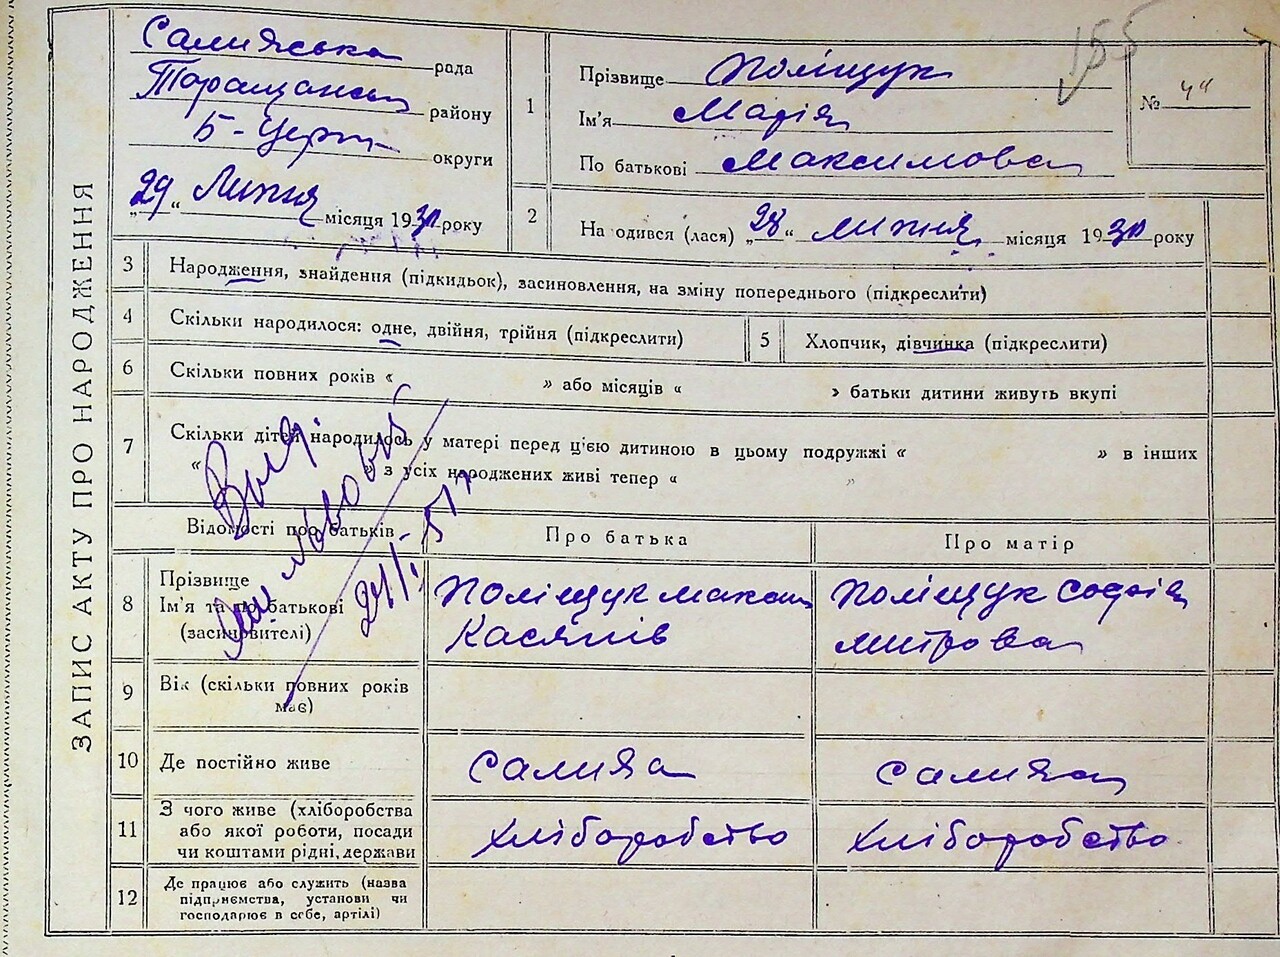 ЗАПИС АКТУ ПРО НАРОДЖЕННЯ
155
рада
Таращанськ району
Б-Церк округи
„29“ Липня місяця 1930 року
1
Прізвище Поліщук
Ім'я Марія
По батькові Максимова
№
2
Народився (лася) „28“ липня місяця 1930 року
3 Народження, знайдення (підкидьок), засиновлення, на зміну попереднього (підкреслити)
4 Скільки народилося: одне, двійня, трійня (підкреслити)
5 Хлопчик, дівчинка (підкреслити)
6 Скільки повних років « » або місяців « » батьки дитини живуть вкупі
7 Скільки дітей народилось у матері перед цією дитиною в цьому подружжі « » в інших
« » з усіх народжених живі тепер « »
24/I-51
Відомості про батьків Про батька Про матір
8
Прізвище
Ім'я та по батькові
(засиновителі)
Поліщук Максим
Касянів
Поліщук Софія
Митрова
9 Вік (скільки повних років
має)
10 Де постійно живе
11 З чого живе (хліборобства
або якої роботи, посади
чи коштами рідні, держави
Хліборобство Хліборобство
12 Де працює або служить (назва
підприємства, установи чи
господарює в себе, артілі)